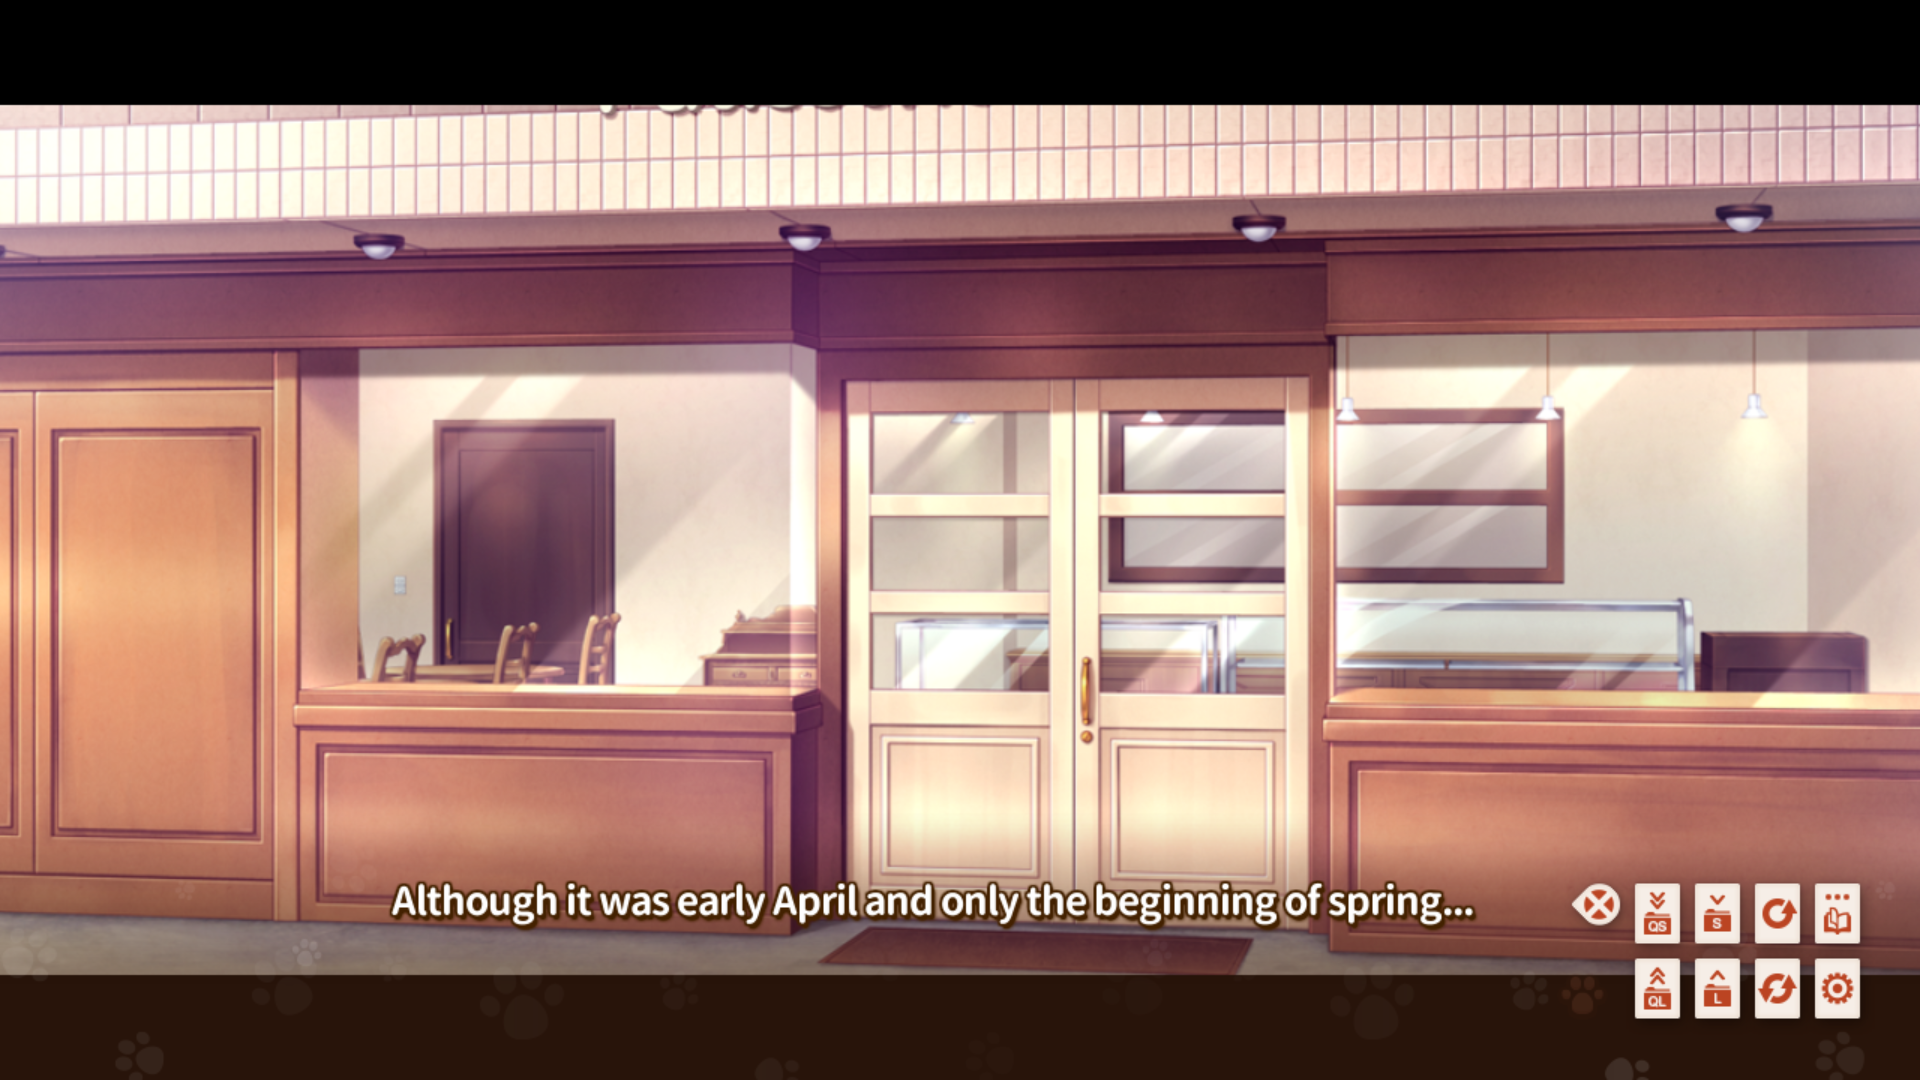 Although it was early April and only the beginning of spring...
QS
S
QL
L